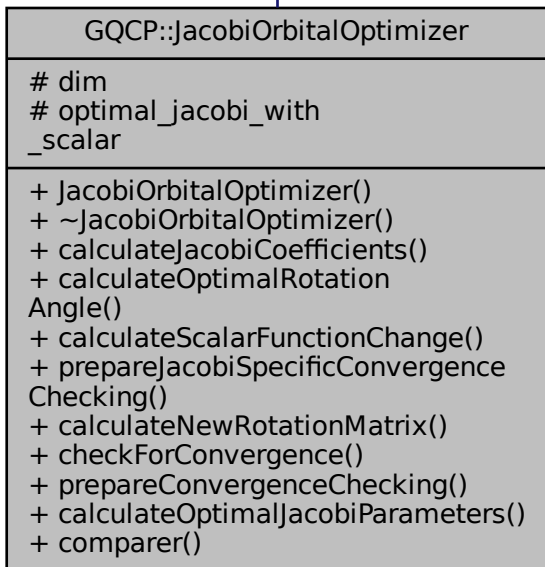 GQCP::JacobiOrbitalOptimizer
# dim
# optimal_jacobi_with
_scalar
+ JacobiOrbitalOptimizer()
+ ~JacobiOrbitalOptimizer()
+ calculateJacobiCoefficients()
+ calculateOptimalRotation
Angle()
+ calculateScalarFunctionChange()
+ prepareJacobiSpecificConvergence
Checking()
+ calculateNewRotationMatrix()
+ checkForConvergence()
+ prepareConvergenceChecking()
+ calculateOptimalJacobiParameters()
+ comparer()